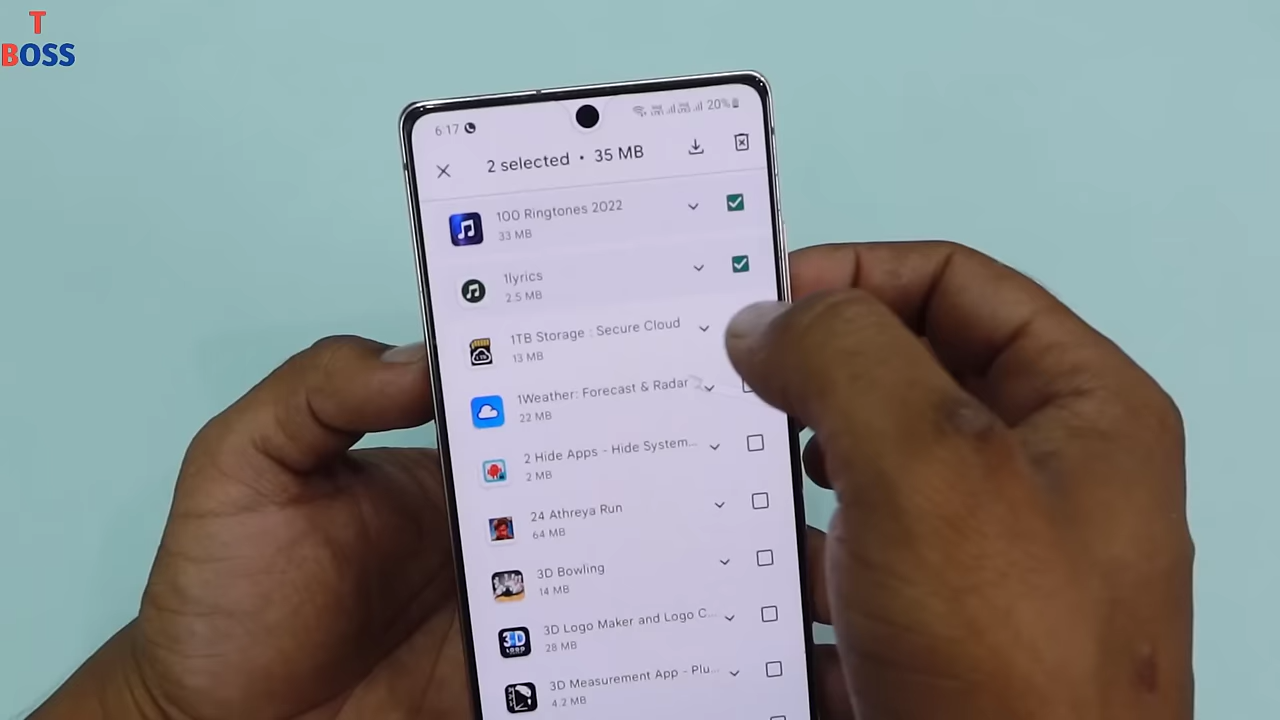 T
BOSS
6:17
20%
2 selected • 35 MB
100 Ringtones 2022
33 MB
1lyrics
2.5 MB
1TB Storage : Secure Cloud
13 MB
1Weather: Forecast & Radar
22 MB
2 Hide Apps - Hide System...
2 MB
24 Athreya Run
64 MB
3D Bowling
14 MB
3D Logo Maker and Logo C...
28 MB
3D Measurement App - Plu...
4.2 MB